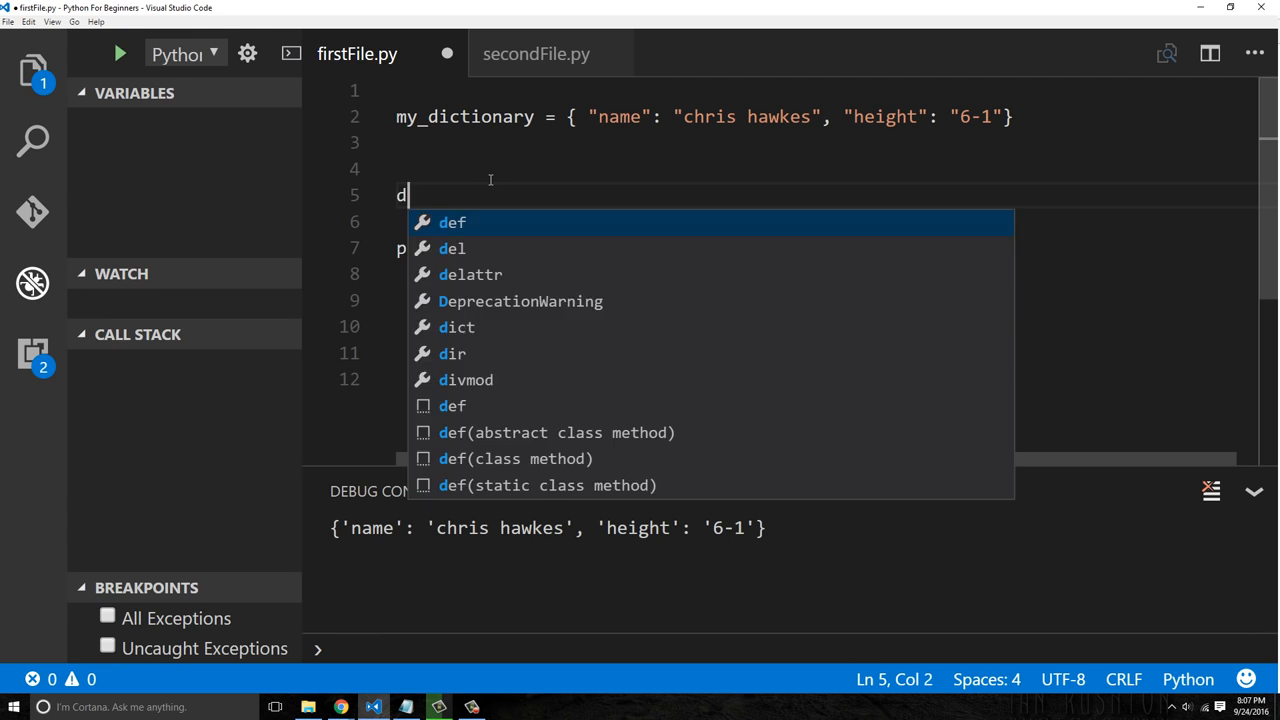 ● firstFile.py - Python For Beginners - Visual Studio Code
File Edit View Go Help
Python
firstFile.py
secondFile.py
1
VARIABLES
WATCH
CALL STACK
2
BREAKPOINTS
All Exceptions
Uncaught Exceptions
1
2 my_dictionary = { "name": "chris hawkes", "height": "6-1"}
3
4
5 d
6
7 p
8
9
10
11
12
def
del
delattr
DeprecationWarning
dict
dir
divmod
def
def(abstract class method)
def(class method)
def(static class method)
DEBUG CON
{'name': 'chris hawkes', 'height': '6-1'}
0 0
Ln 5, Col 2 Spaces: 4 UTF-8 CRLF Python
I'm Cortana. Ask me anything.
8:07 PM
9/24/2016